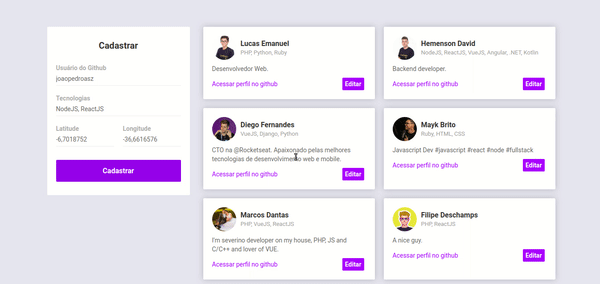 Cadastrar
Usuário do Github
joaopedroasz
Tecnologias
NodeJS, ReactJS
Latitude
Longitude
-6,7018752
-36,6616576
Cadastrar
Lucas Emanuel
PHP, Python, Ruby
Desenvolvedor Web.
Acessar perfil no github
Editar
Hemenson David
NodeJS, ReactJS, VueJS, Angular, .NET, Kotlin
Backend developer.
Acessar perfil no github
Editar
Diego Fernandes
VueJS, Django, Python
CTO na @Rocketseat. Apaixonado pelas melhores
tecnologias de desenvolvimento web e mobile.
Acessar perfil no github
Editar
Mayk Brito
Ruby, HTML, CSS
Javascript Dev #javascript #react #node #fullstack
Acessar perfil no github
Editar
Marcos Dantas
PHP, VueJS, ReactJS
I'm severino developer on my house, PHP, JS and
C/C++ and lover of VUE.
Acessar perfil no github
Editar
Filipe Deschamps
PHP, ReactJS
A nice guy.
Acessar perfil no github
Editar